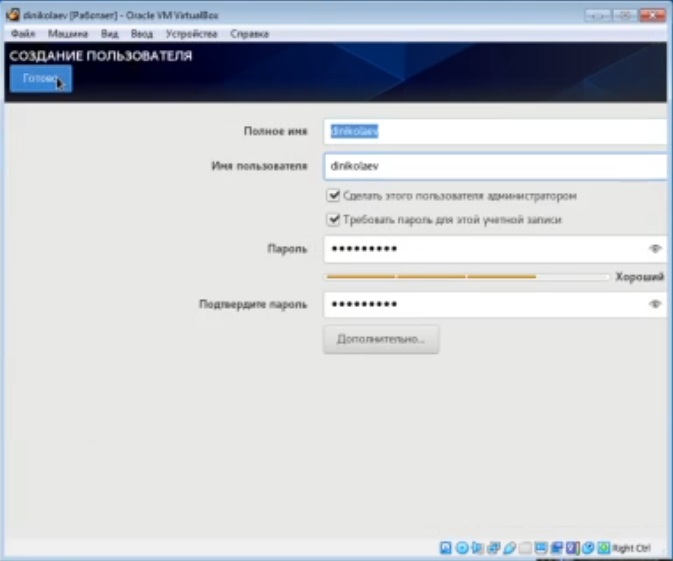 dinikolaev [Работает] - Oracle VM VirtualBox
Файл Машина Вид Ввод Устройства Справка
СОЗДАНИЕ ПОЛЬЗОВАТЕЛЯ
Готово
Полное имя dinikolaev
Имя пользователя dinikolaev
Сделать этого пользователя администратором
Требовать пароль для этой учетной записи
Пароль •••••••••
Хороший
Подтвердите пароль •••••••••
Дополнительно...
Right Ctrl